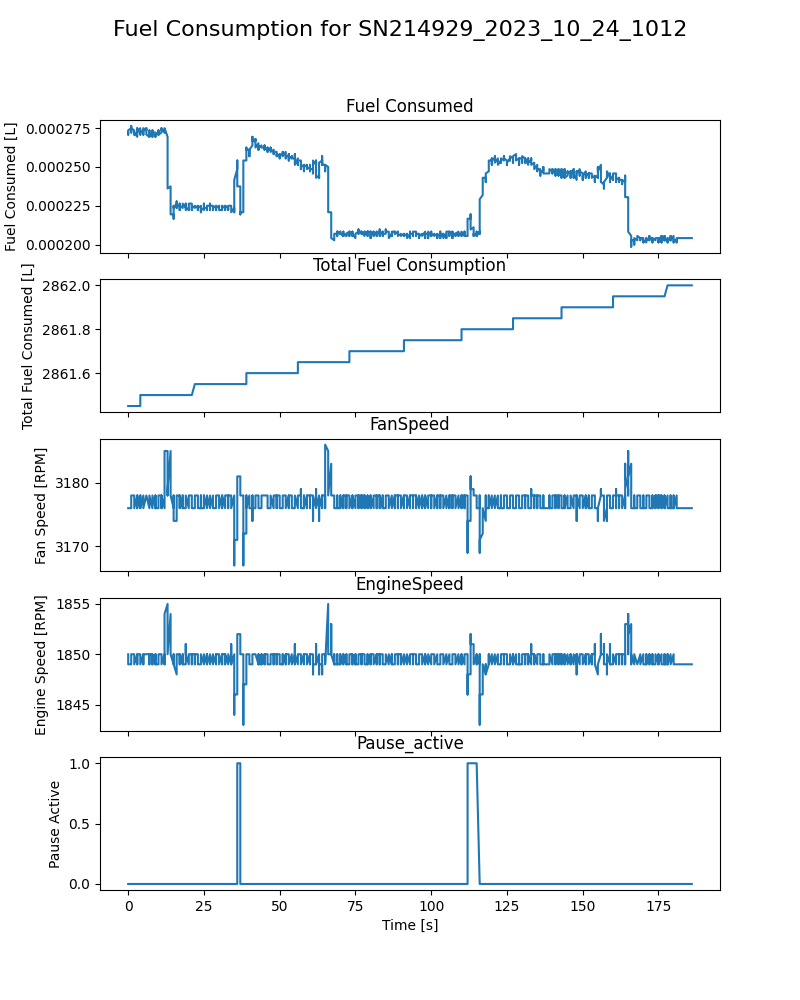 Fuel Consumption for SN214929_2023_10_24_1012
Fuel Consumed
Fuel Consumed [L]
0.000275
0.000250
0.000225
0.000200
Total Fuel Consumption
Total Fuel Consumed [L]
2862.0
2861.8
2861.6
FanSpeed
Fan Speed [RPM]
3180
3170
EngineSpeed
Engine Speed [RPM]
1855
1850
1845
Pause_active
Pause Active
1.0
0.5
0.0
0 25 50 75 100 125 150 175
Time [s]